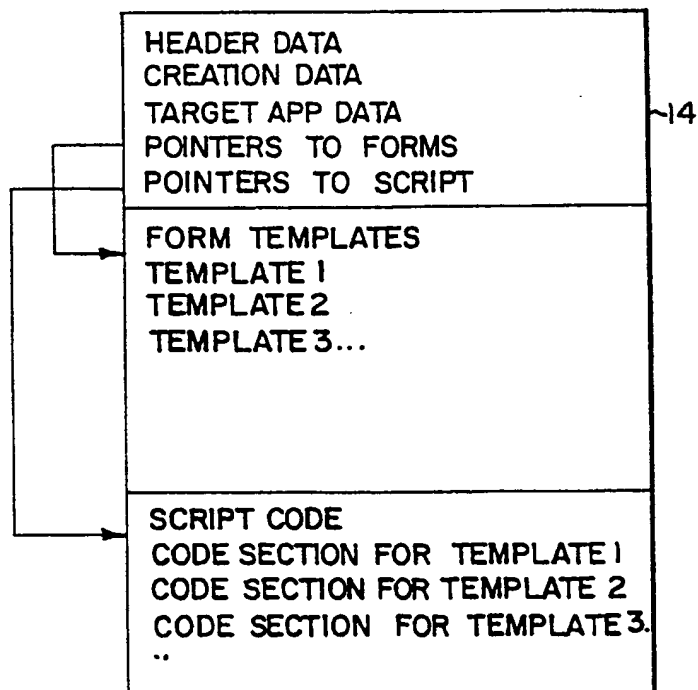 HEADER DATA
CREATION DATA
TARGET APP DATA
~14
POINTERS TO FORMS
POINTERS TO SCRIPT
FORM TEMPLATES
TEMPLATE 1
TEMPLATE 2
TEMPLATE 3...
SCRIPT CODE
CODE SECTION FOR TEMPLATE 1
CODE SECTION FOR TEMPLATE 2
CODE SECTION FOR TEMPLATE 3.
..